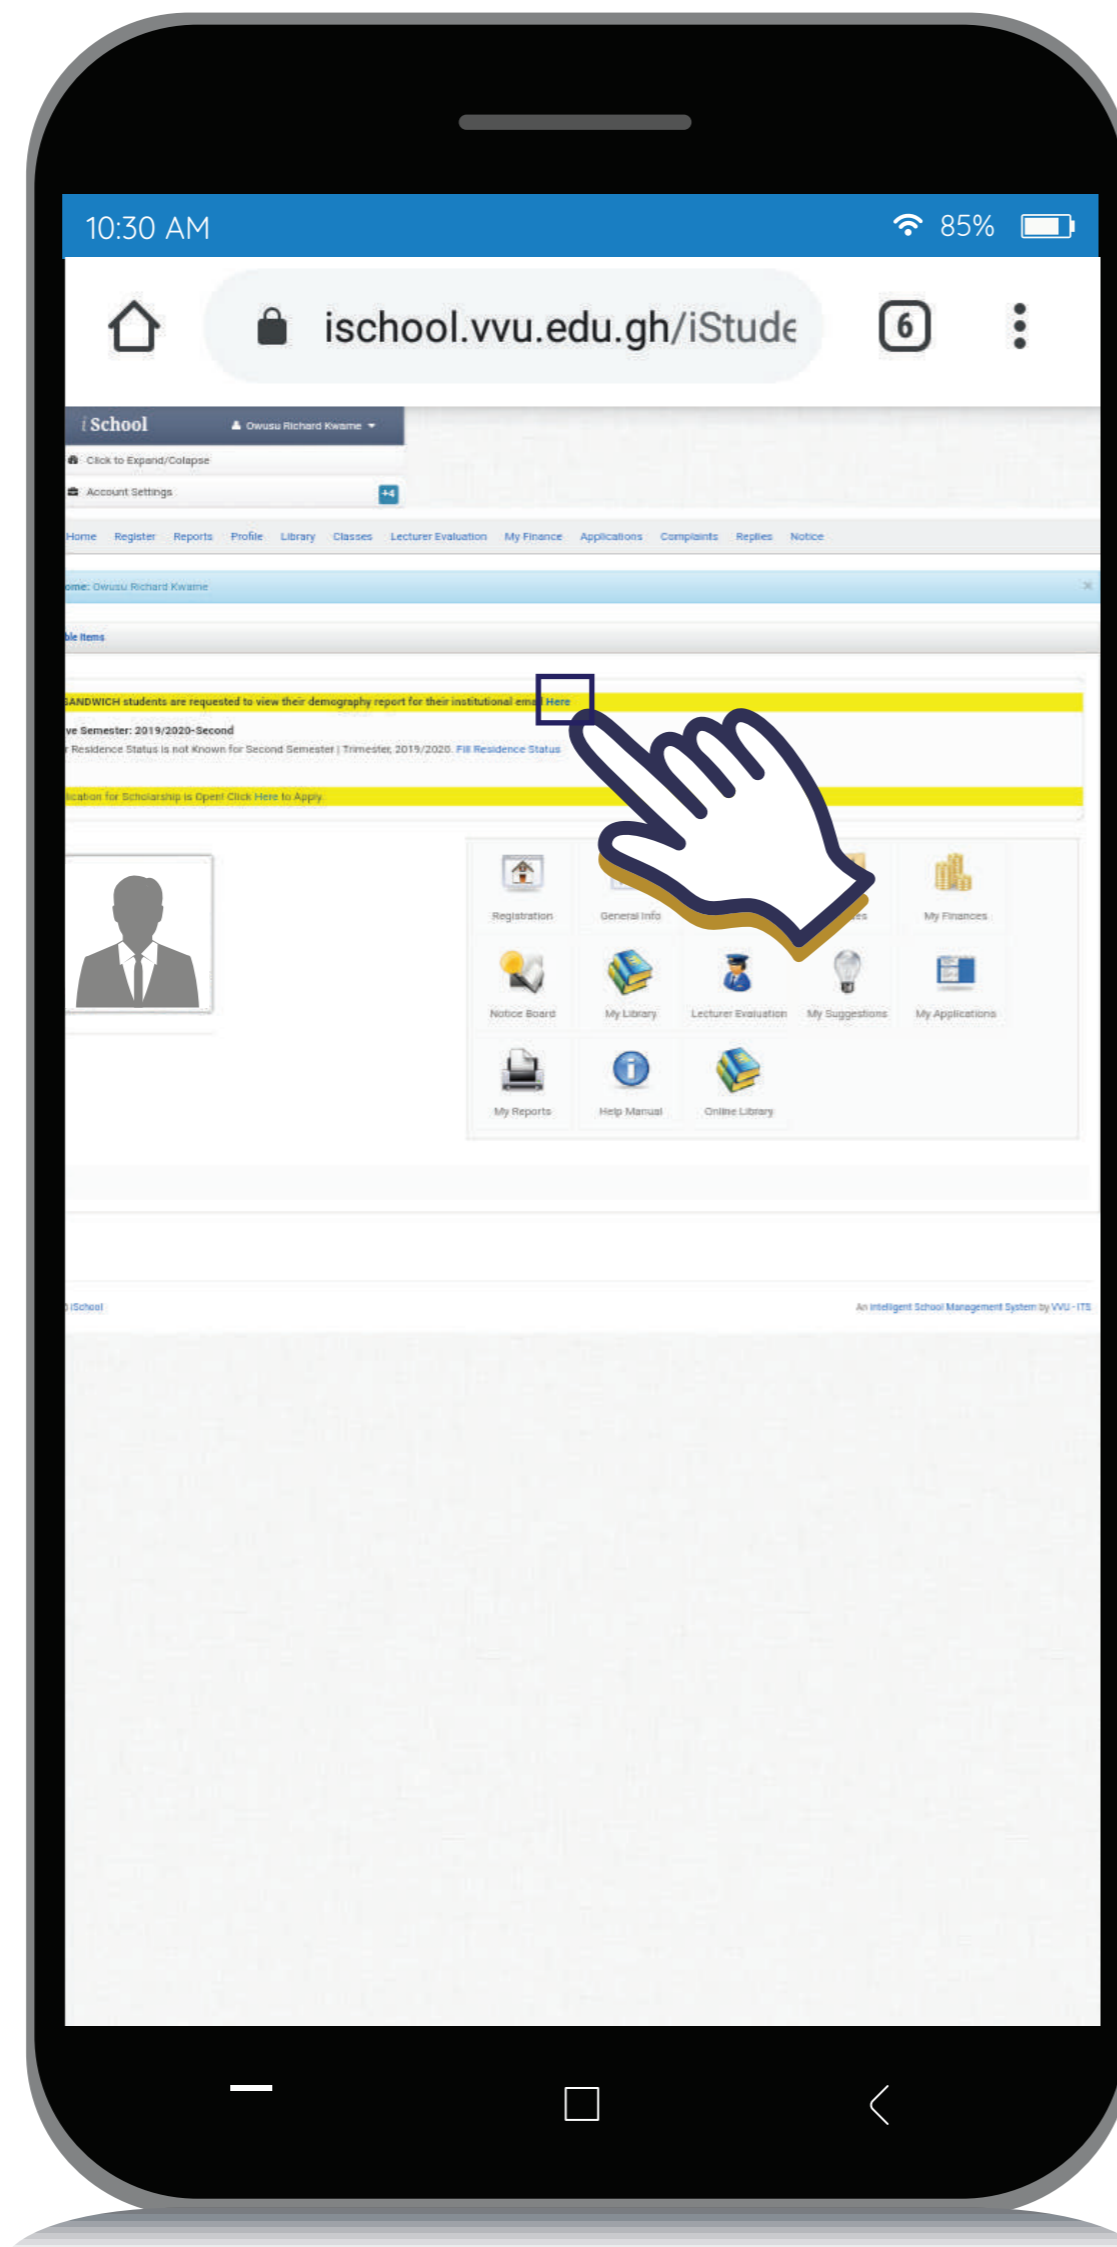 10:30 AM 85%
ischool.vvu.edu.gh/iStude 6
iSchool Owusu Richard Kwame
Click to Expand/Colapse
Account Settings +4
Home Register Reports Profile Library Classes Lecturer Evaluation My Finance Applications Complaints Replies Notice
ome: Owusu Richard Kwame ×
ble Items
SANDWICH students are requested to view their demography report for their institutional email Here
ve Semester: 2019/2020-Second
r Residence Status is not Known for Second Semester | Trimester, 2019/2020. Fill Residence Status
lication for Scholarship is Open! Click Here to Apply.
Registration General Info es My Finances
Notice Board My Library Lecturer Evaluation My Suggestions My Applications
My Reports Help Manual Online Library
iSchool An intelligent School Management System by VVU - ITS